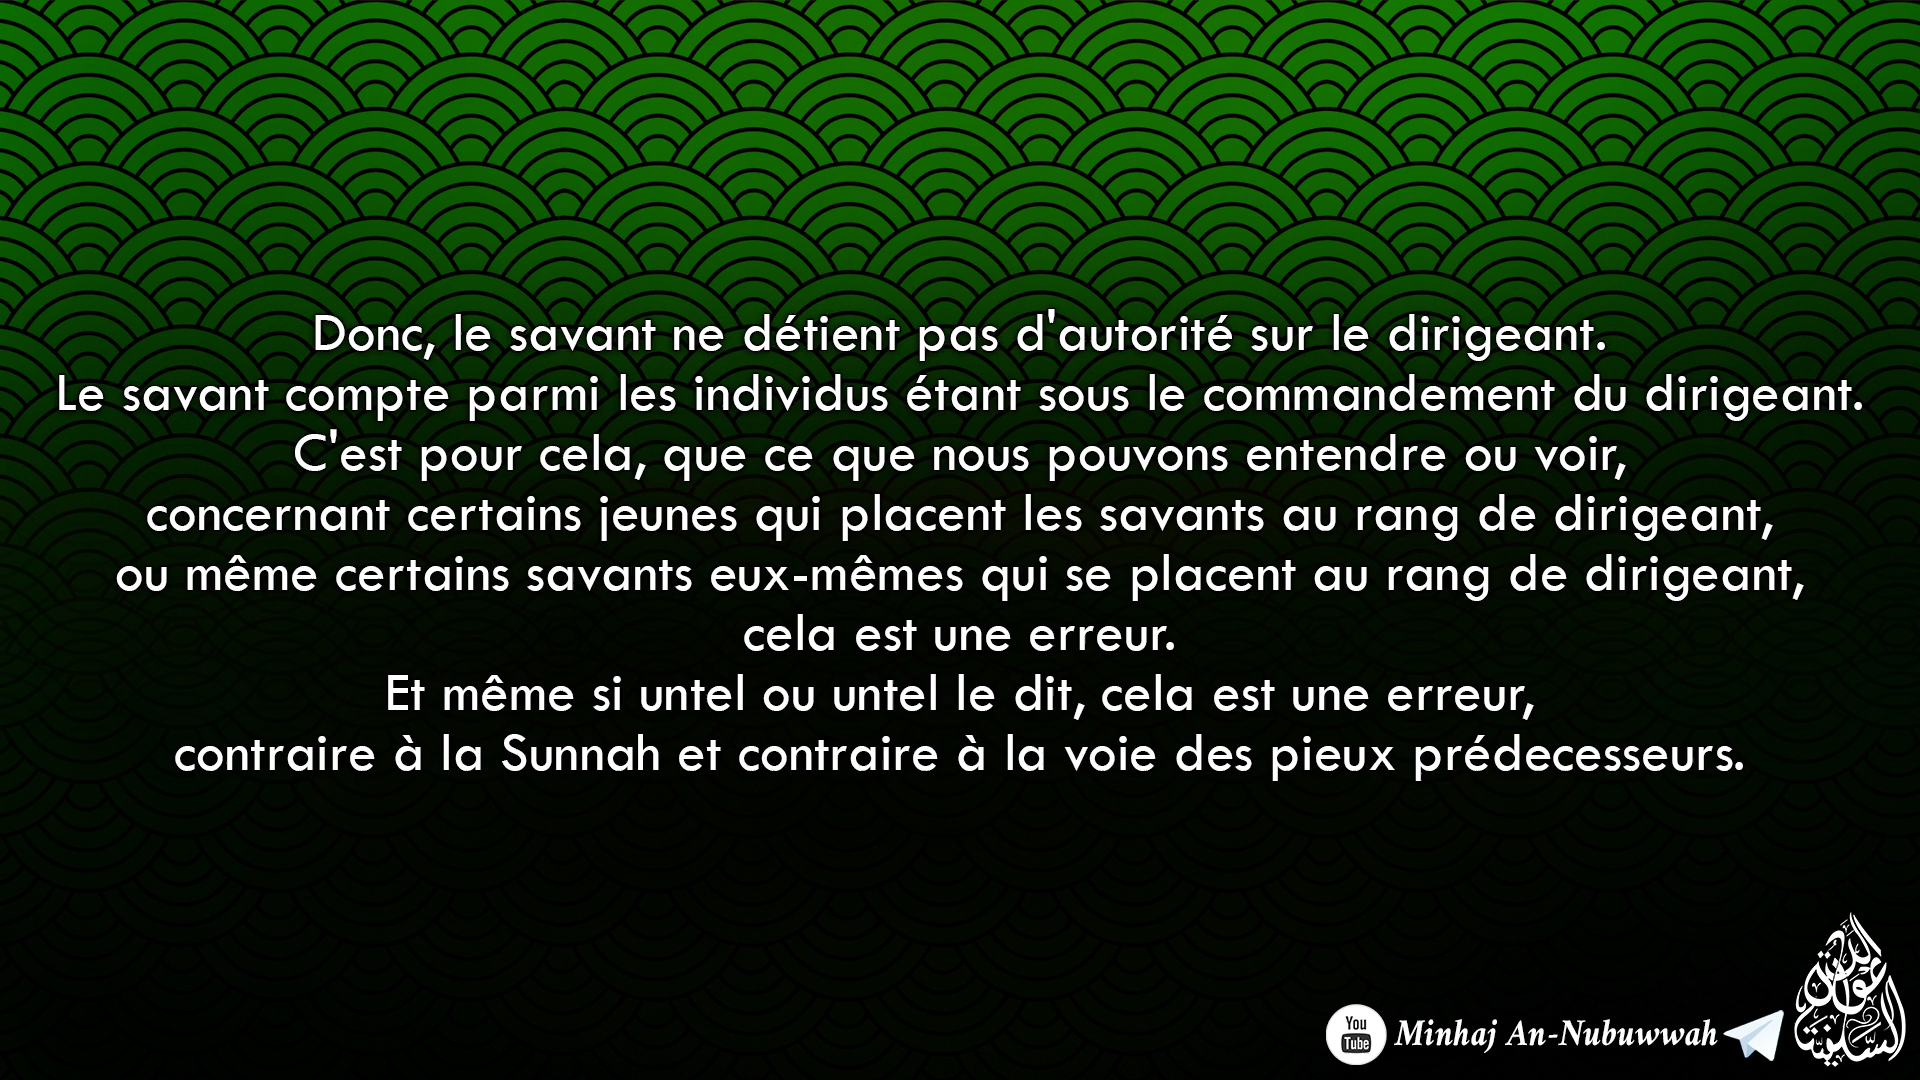 Donc, le savant ne détient pas d'autorité sur le dirigeant.
Le savant compte parmi les individus étant sous le commandement du dirigeant.
C'est pour cela, que ce que nous pouvons entendre ou voir,
concernant certains jeunes qui placent les savants au rang de dirigeant,
ou même certains savants eux-mêmes qui se placent au rang de dirigeant,
cela est une erreur.
Et même si untel ou untel le dit, cela est une erreur,
contraire à la Sunnah et contraire à la voie des pieux prédecesseurs.
You
Tube
Minhaj An-Nubuwwah